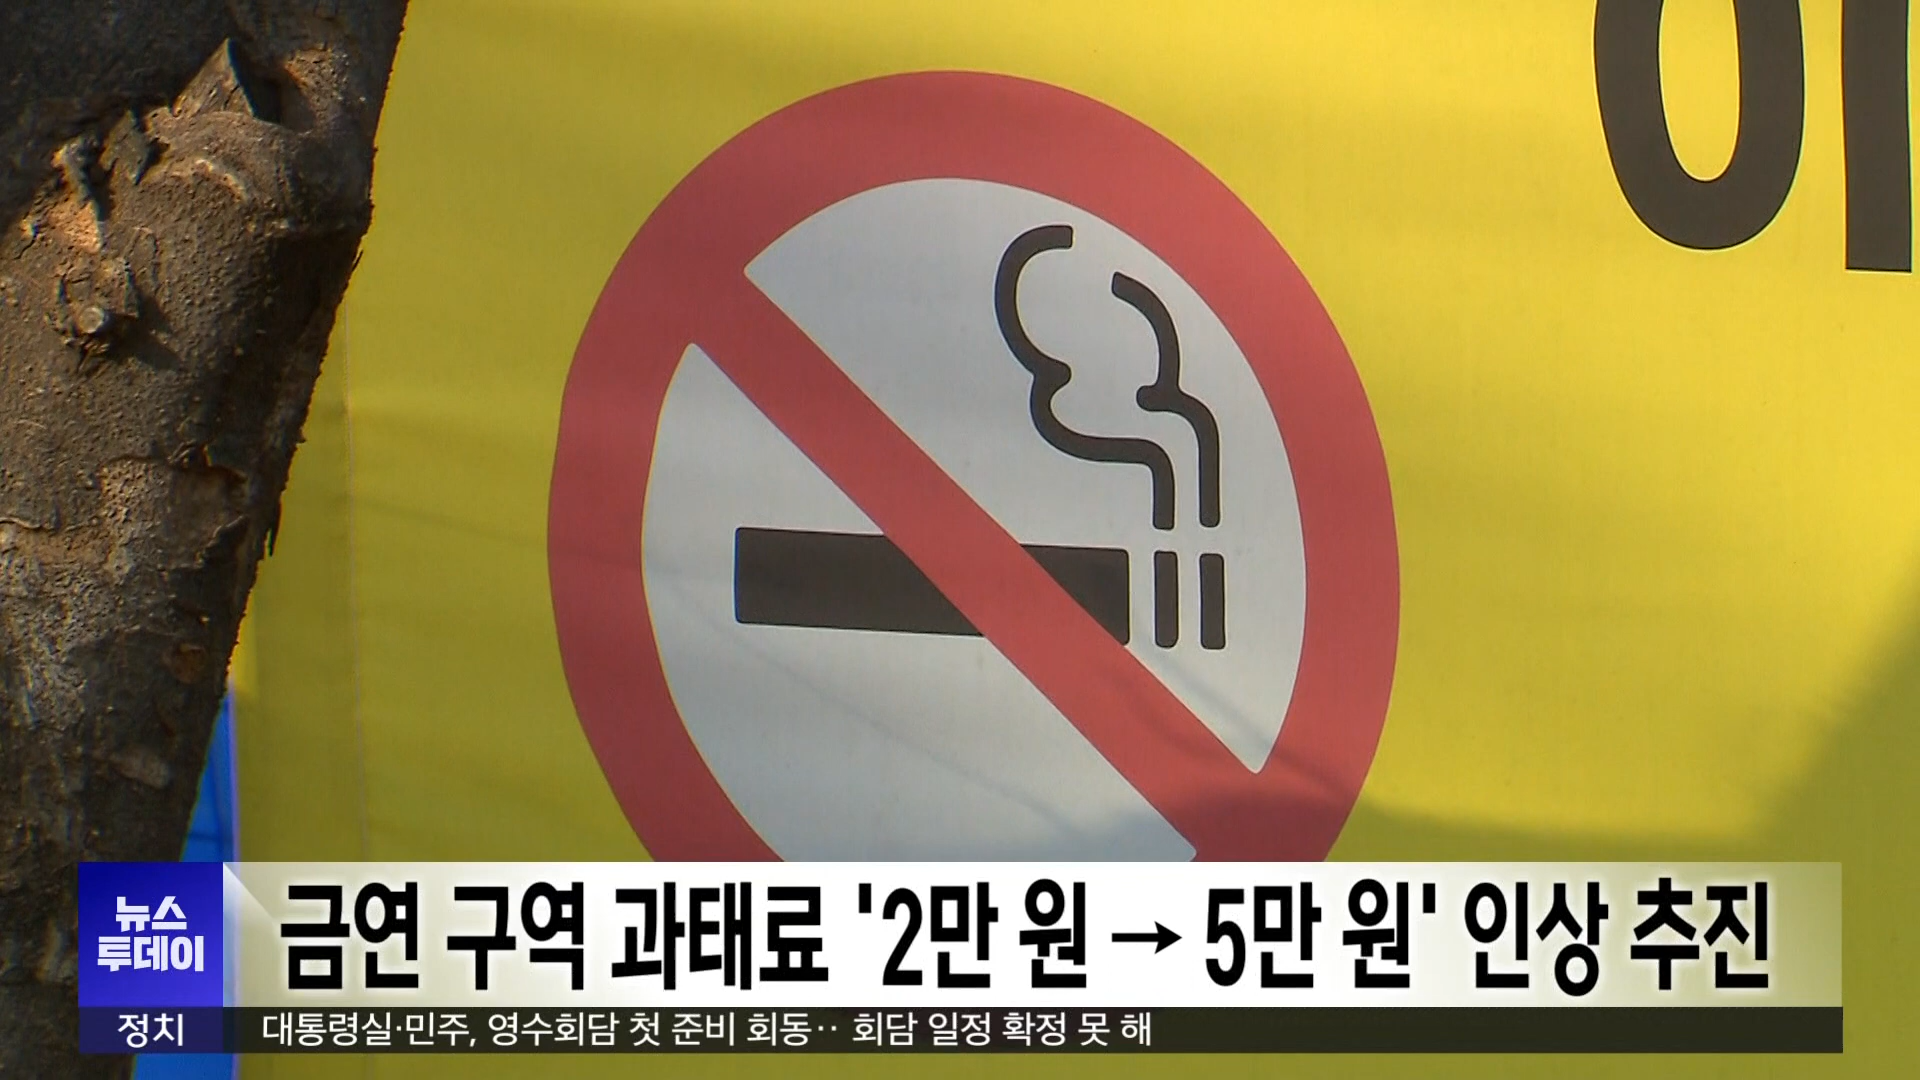 이
금연 구역 과태료 '2만 원→5만 원' 인상 추진
뉴스
투데이
정치
대통령실·민주, 영수회담 첫 준비 회동‥ 회담 일정 확정 못 해